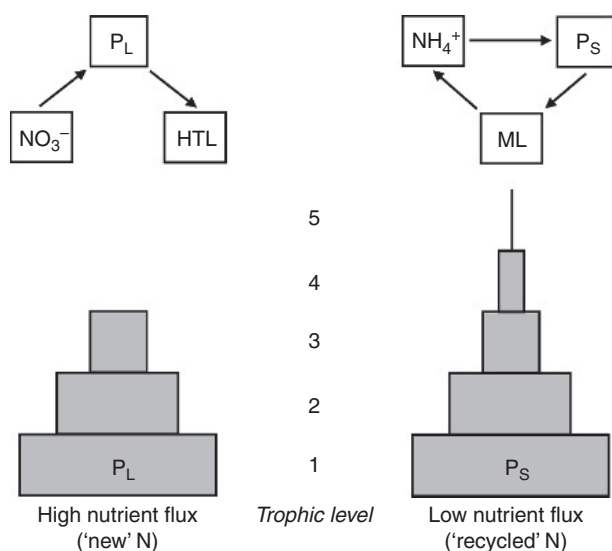 P_L
NO₃⁻
HTL
NH₄⁺
P_S
ML
5
4
3
2
1
P_L
P_S
High nutrient flux
('new' N)
Trophic level
Low nutrient flux
('recycled' N)